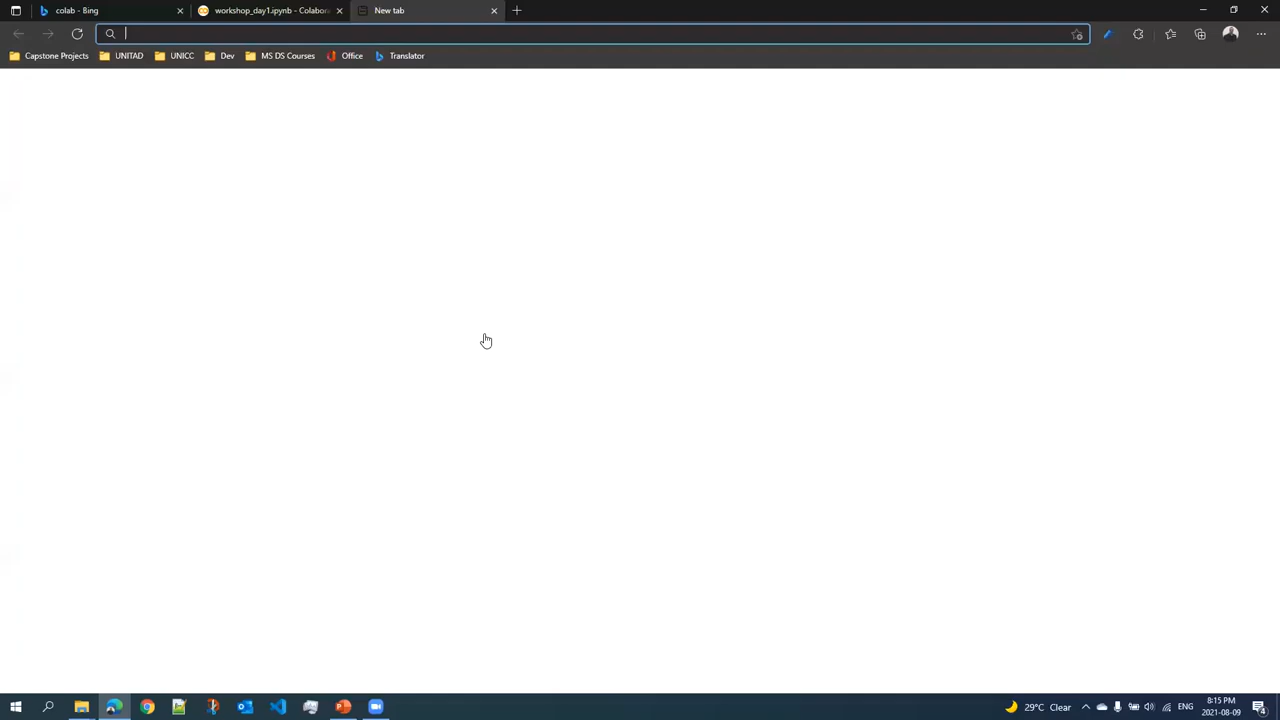 colab - Bing
workshop_day1.ipynb - Colabora
New tab
Capstone Projects
UNITAD
UNICC
Dev
MS DS Courses
Office
Translator
29°C Clear
ENG
8:15 PM
2021-08-09
4